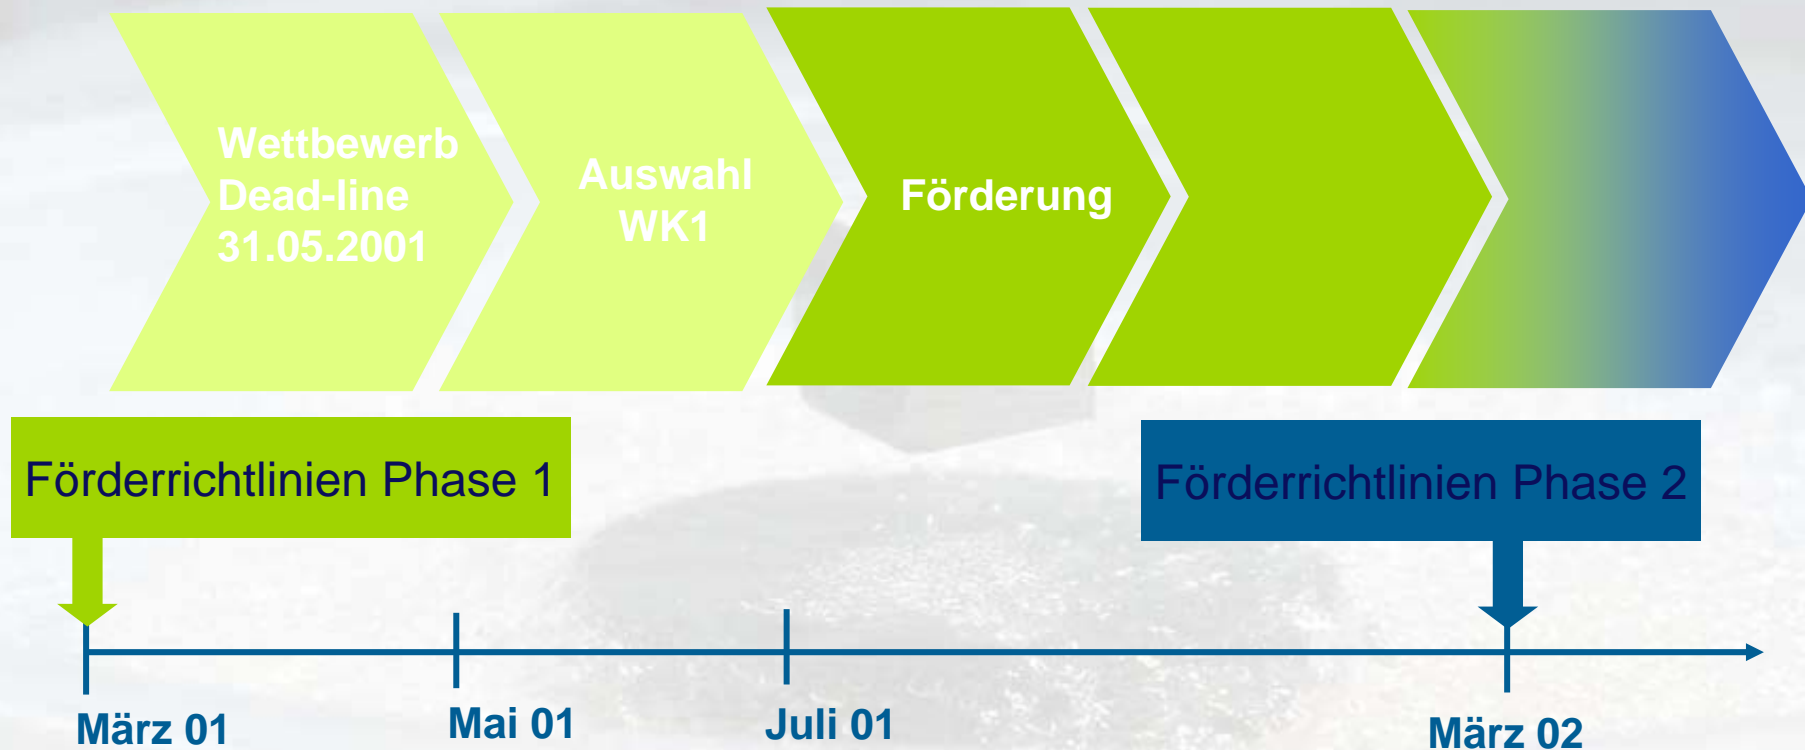 Wettbewerb
Dead-line
31.05.2001
Auswahl
WK1
Förderung
Förderrichtlinien Phase 1
Förderrichtlinien Phase 2
März 01
Mai 01
Juli 01
März 02